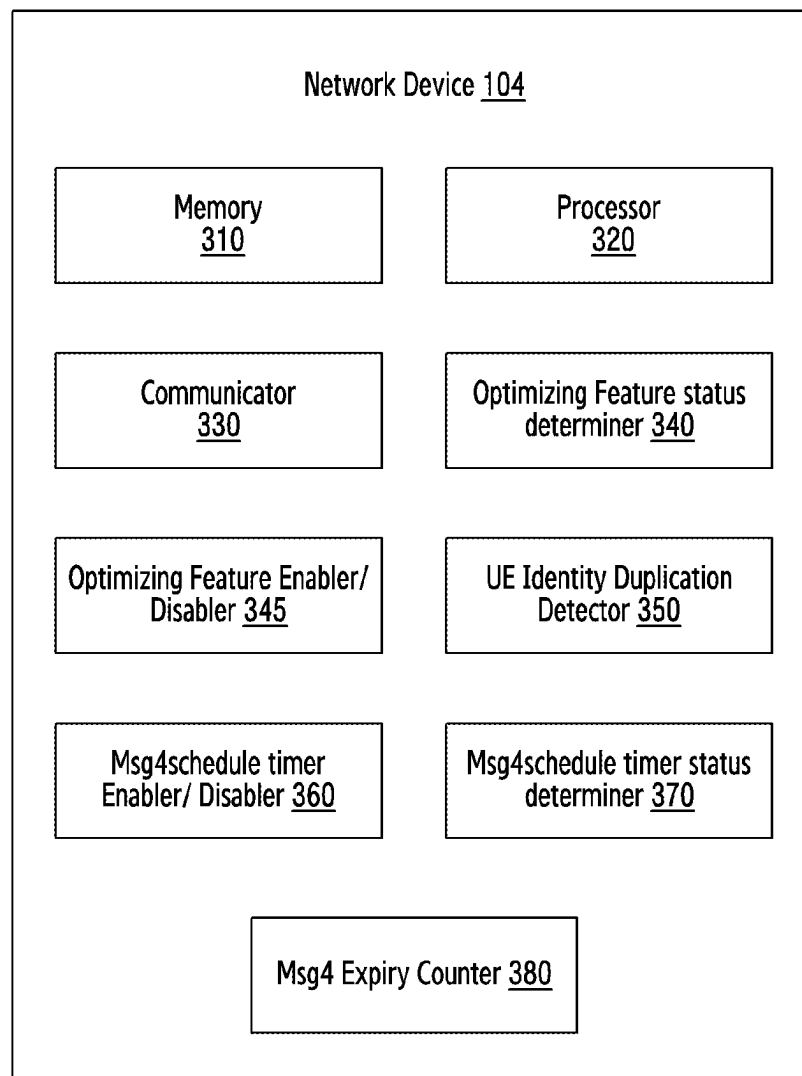 Network Device 104
Memory
310
Processor
320
Communicator
330
Optimizing Feature status
determiner 340
Optimizing Feature Enabler/
Disabler 345
UE Identity Duplication
Detector 350
Msg4schedule timer
Enabler/ Disabler 360
Msg4schedule timer status
determiner 370
Msg4 Expiry Counter 380